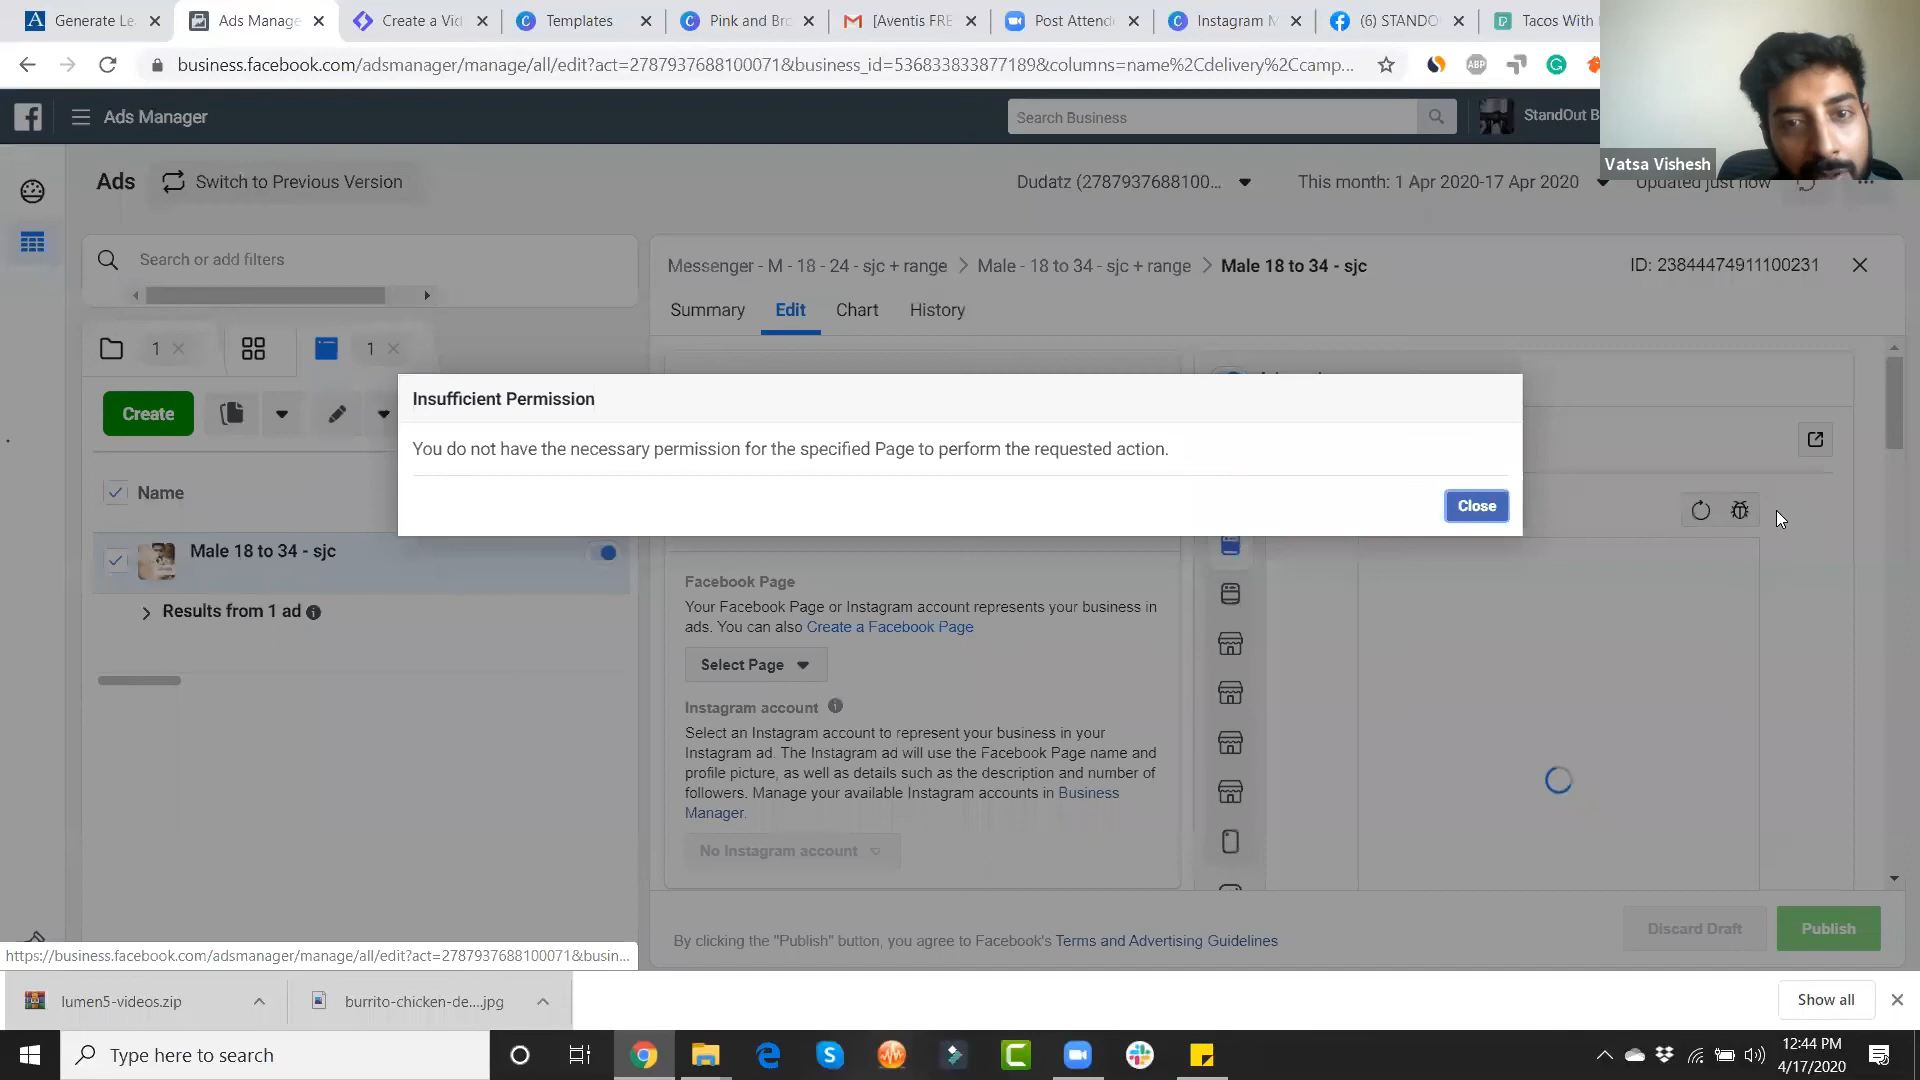 Generate Le
Ads Manage
Create a Vid
Templates
Pink and Bro
[Aventis FRE
Post Attend
Instagram M
(6) STANDO
Tacos With
business.facebook.com/adsmanager/manage/all/edit?act=2787937688100071&business_id=536833833877189&columns=name%2Cdelivery%2Ccamp...
ABP
Ads Manager
Search Business
StandOut B
Vatsa Vishesh
Ads
Switch to Previous Version
Dudatz (2787937688100...
This month: 1 Apr 2020-17 Apr 2020
Updated just now
Search or add filters
Messenger - M - 18 - 24 - sjc + range
Male - 18 to 34 - sjc + range
Male 18 to 34 - sjc
ID: 23844474911100231
Summary
Edit
Chart
History
1
1
Create
Insufficient Permission
You do not have the necessary permission for the specified Page to perform the requested action.
Close
Name
Male 18 to 34 - sjc
Results from 1 ad
Facebook Page
Your Facebook Page or Instagram account represents your business in
ads. You can also Create a Facebook Page
Select Page
Instagram account
Select an Instagram account to represent your business in your
Instagram ad. The Instagram ad will use the Facebook Page name and
profile picture, as well as details such as the description and number of
followers. Manage your available Instagram accounts in Business
Manager.
No Instagram account
By clicking the "Publish" button, you agree to Facebook's Terms and Advertising Guidelines
Discard Draft
Publish
https://business.facebook.com/adsmanager/manage/all/edit?act=2787937688100071&busin...
lumen5-videos.zip
burrito-chicken-de....jpg
Show all
Type here to search
12:44 PM
4/17/2020